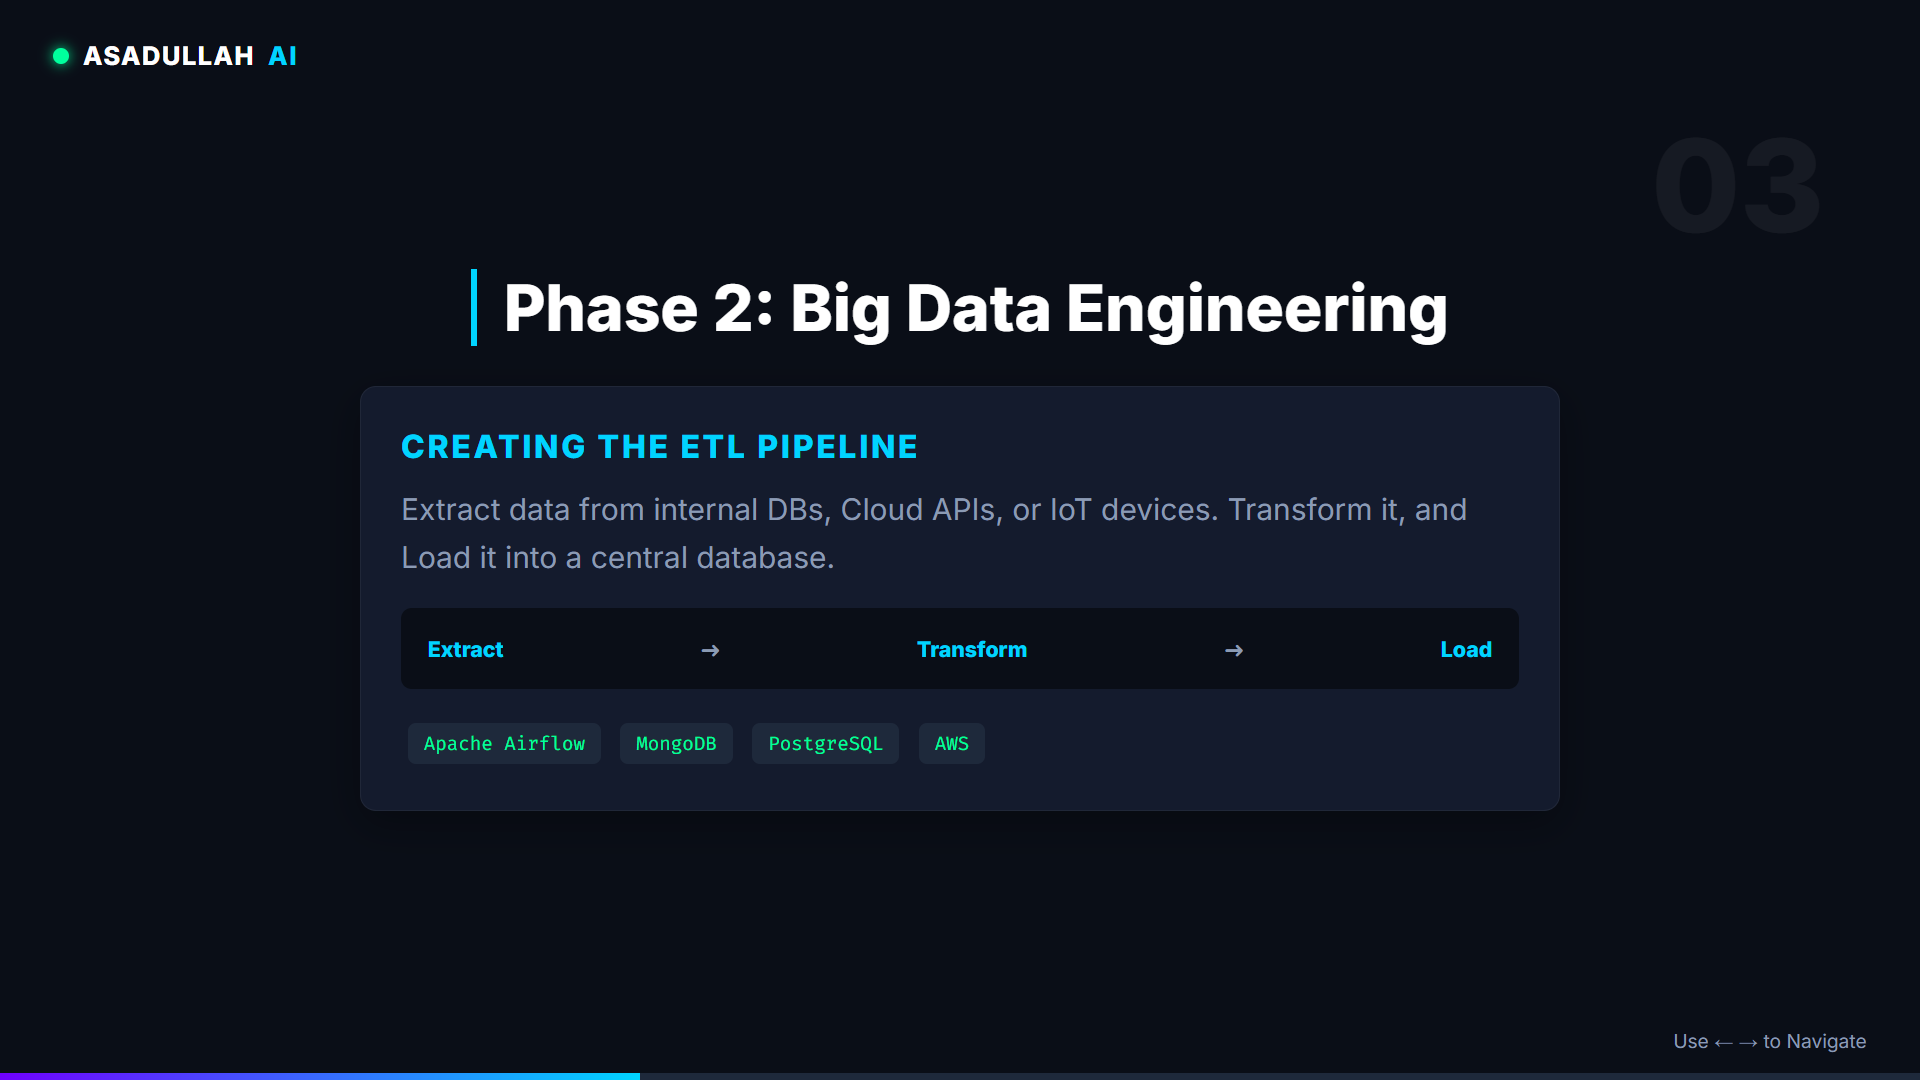 ASADULLAH AI
03
Phase 2: Big Data Engineering
CREATING THE ETL PIPELINE
Extract data from internal DBs, Cloud APIs, or IoT devices. Transform it, and
Load it into a central database.
Extract → Transform → Load
Apache Airflow MongoDB PostgreSQL AWS
Use ← → to Navigate